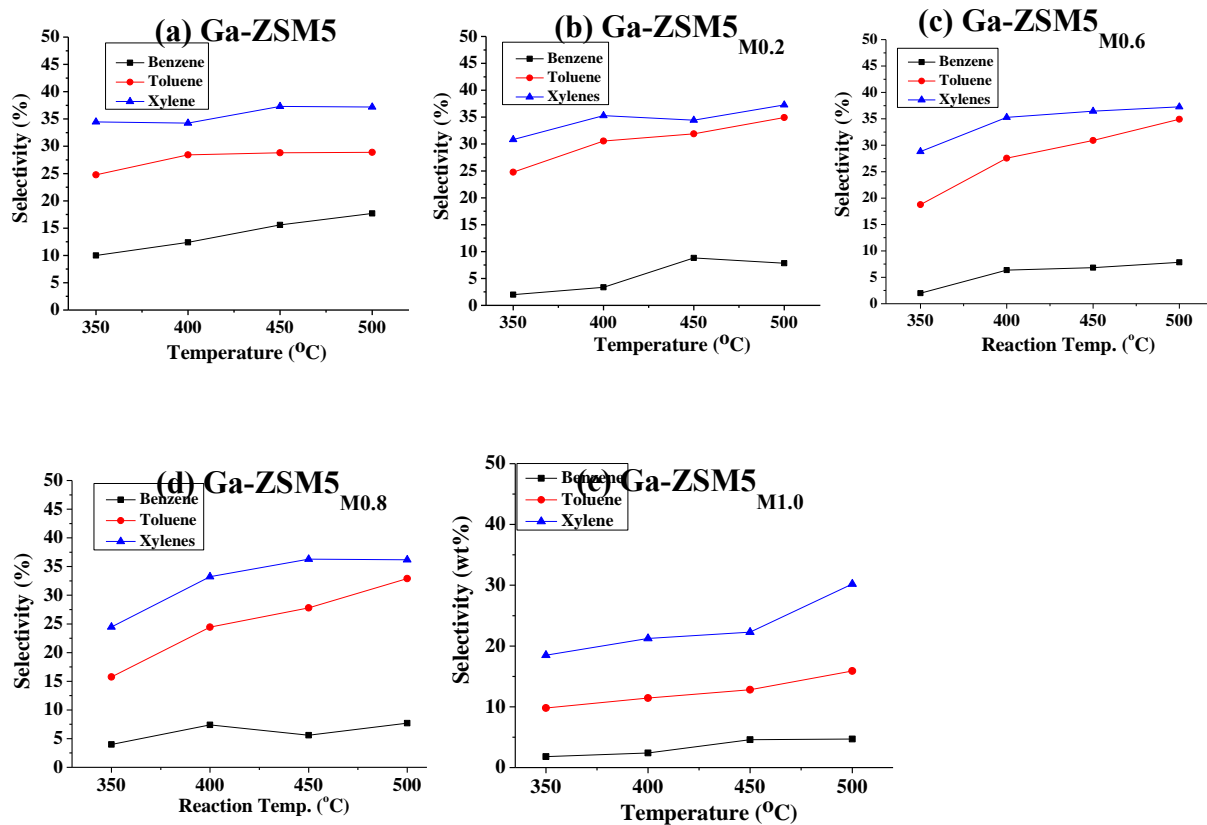 (a) Ga-ZSM5
50
45
40
35
30
25
20
15
10
5
0
Selectivity (%)
Benzene
Toluene
Xylene
350 400 450 500
Temperature (⁰C)
(b) Ga-ZSM5 M0.2
50
45
40
35
30
25
20
15
10
5
0
Selectivity (%)
Benzene
Toluene
Xylenes
350 400 450 500
Temperature (⁰C)
(c) Ga-ZSM5 M0.6
50
45
40
35
30
25
20
15
10
5
0
Selectivity (%)
Benzene
Toluene
Xylenes
350 400 450 500
Reaction Temp. (°C)
(d) Ga-ZSM5 M0.8
50
45
40
35
30
25
20
15
10
5
0
Selectivity (%)
Benzene
Toluene
Xylenes
350 400 450 500
Reaction Temp. (°C)
(e) Ga-ZSM5 M1.0
50
40
30
20
10
0
Selectivity (wt%)
Benzene
Toluene
Xylene
350 400 450 500
Temperature (⁰C)